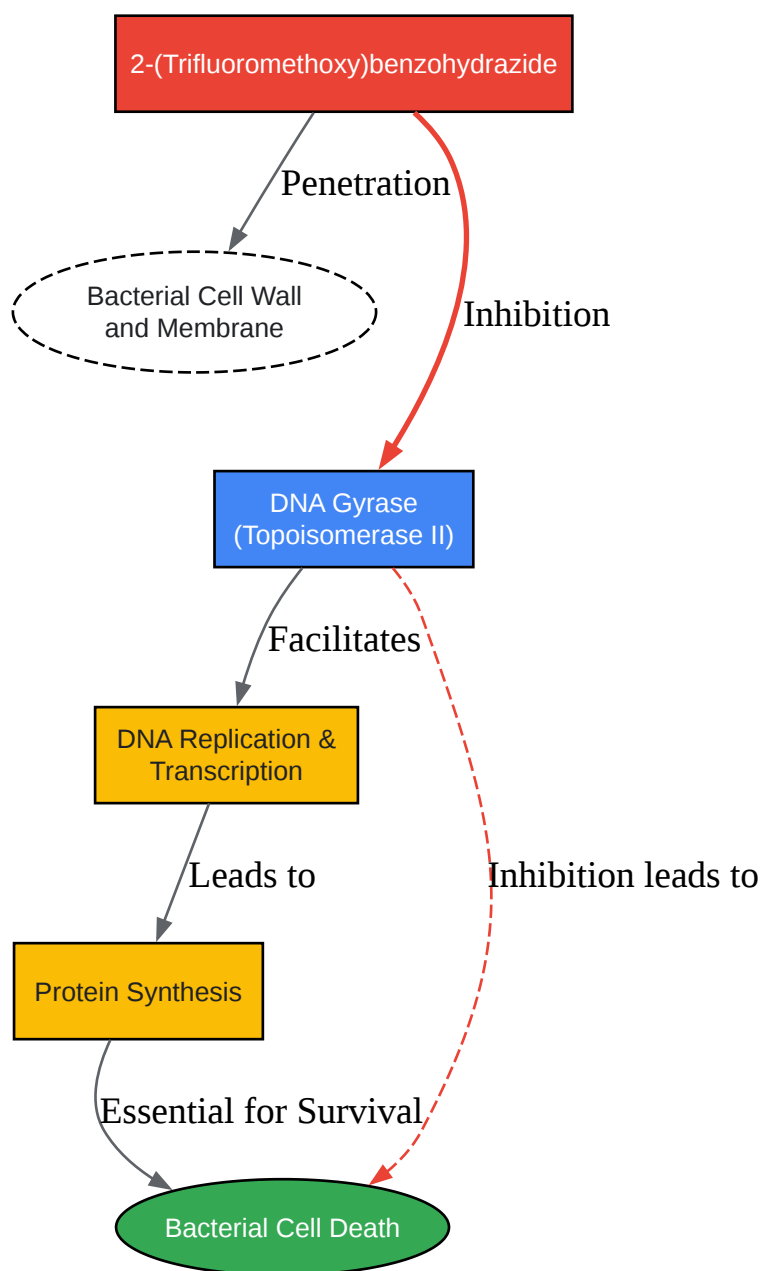 2-(Trifluoromethoxy)benzohydrazide
Penetration
Bacterial Cell Wall
and Membrane
Inhibition
DNA Gyrase
(Topoisomerase II)
Facilitates
DNA Replication &
Transcription
Leads to
Inhibition leads to
Protein Synthesis
Essential for Survival
Bacterial Cell Death